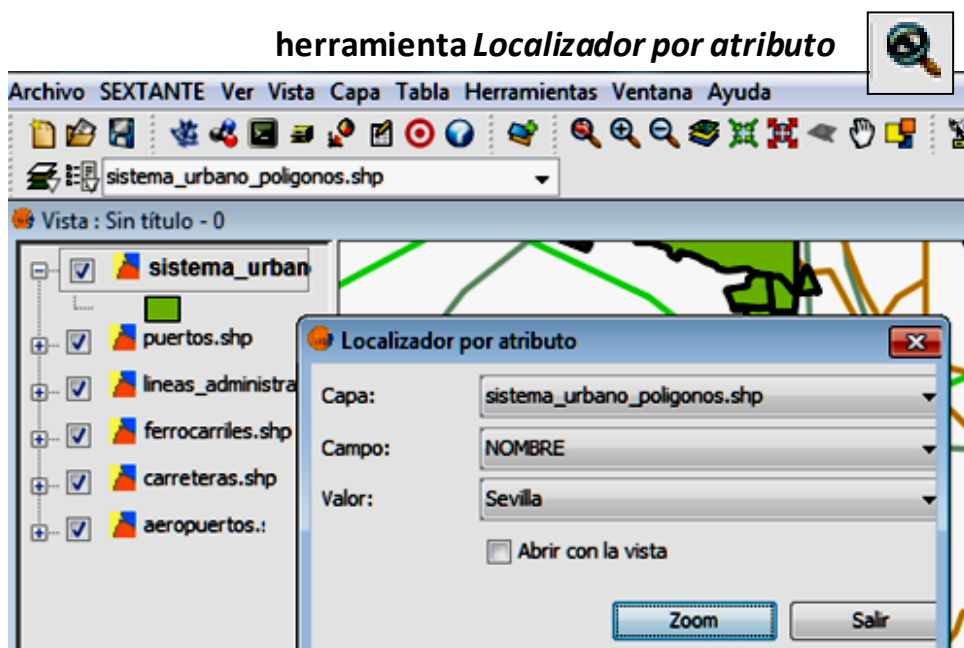 herramienta Localizador por atributo
Archivo SEXTANTE Ver Vista Capa Tabla Herramientas Ventana Ayuda
sistema_urbano_poligonos.shp
Vista : Sin título - 0
sistema_urban
puertos.shp
lineas_administra
ferrocarriles.shp
carreteras.shp
aeropuertos.:
Localizador por atributo
Capa: sistema_urbano_poligonos.shp
Campo: NOMBRE
Valor: Sevilla
Abrir con la vista
Zoom Salir